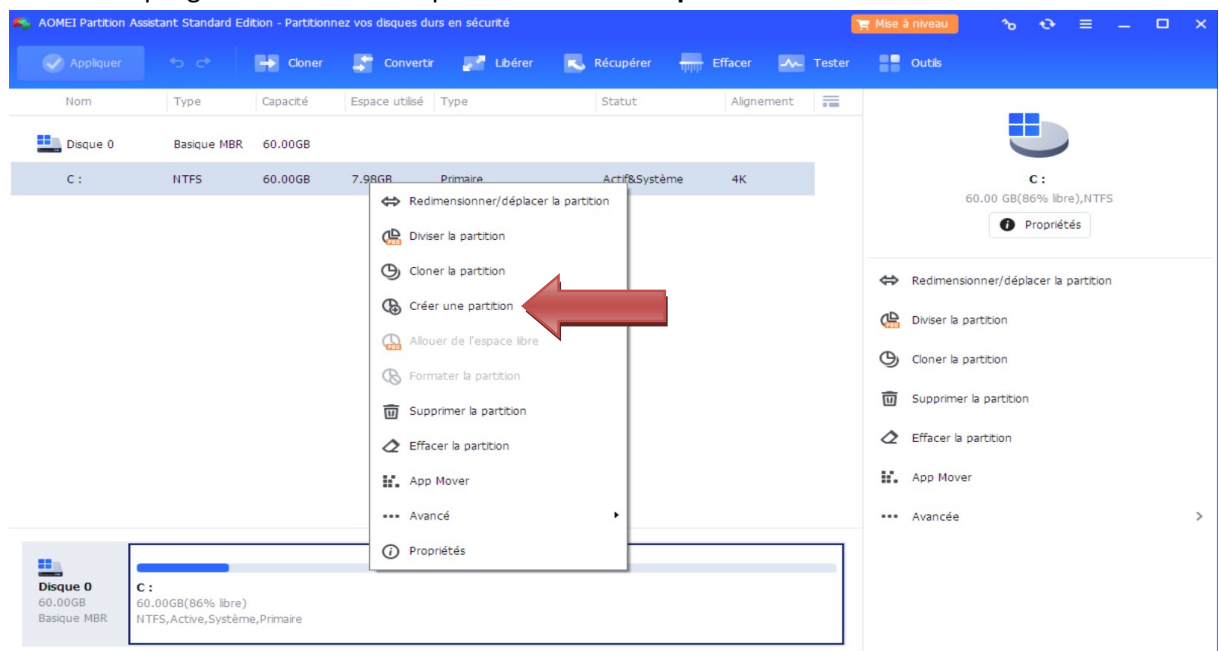 AOMEI Partition Assistant Standard Edition - Partitionnez vos disques durs en sécurité
Mise à niveau
Appliquer Cloner Convertir Libérer Récupérer Effacer Tester Outils
Nom Type Capacité Espace utilisé Type Statut Alignement
Disque 0 Basique MBR 60.00GB
C : NTFS 60.00GB 7.98GB Primaire Actif&Système 4K
Redimensionner/déplacer la partition
Diviser la partition
Cloner la partition
Créer une partition
Allouer de l'espace libre
Formater la partition
Supprimer la partition
Effacer la partition
App Mover
Avancé
Propriétés
C :
60.00 GB(86% libre),NTFS
Propriétés
Redimensionner/déplacer la partition
Diviser la partition
Cloner la partition
Supprimer la partition
Effacer la partition
App Mover
Avancée
Disque 0
60.00GB
Basique MBR
C :
60.00GB(86% libre)
NTFS,Active,Système,Primaire